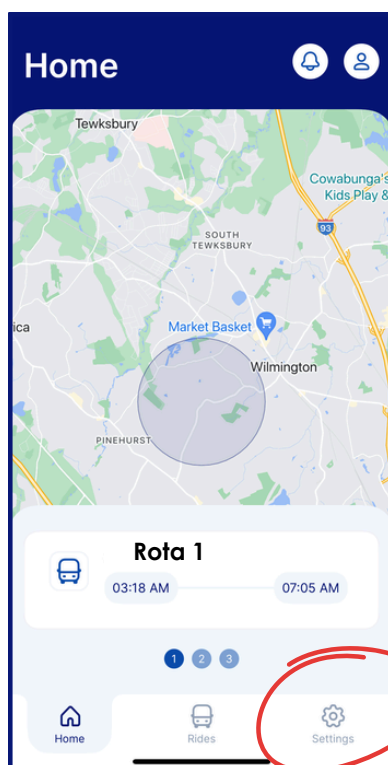 Home
Tewksbury
Cowabunga's
Kids Play &
93
SOUTH
TEWKSBURY
ica
Market Basket
Wilmington
PINEHURST
Rota 1
03:18 AM
07:05 AM
1 2 3
Home
Rides
Settings